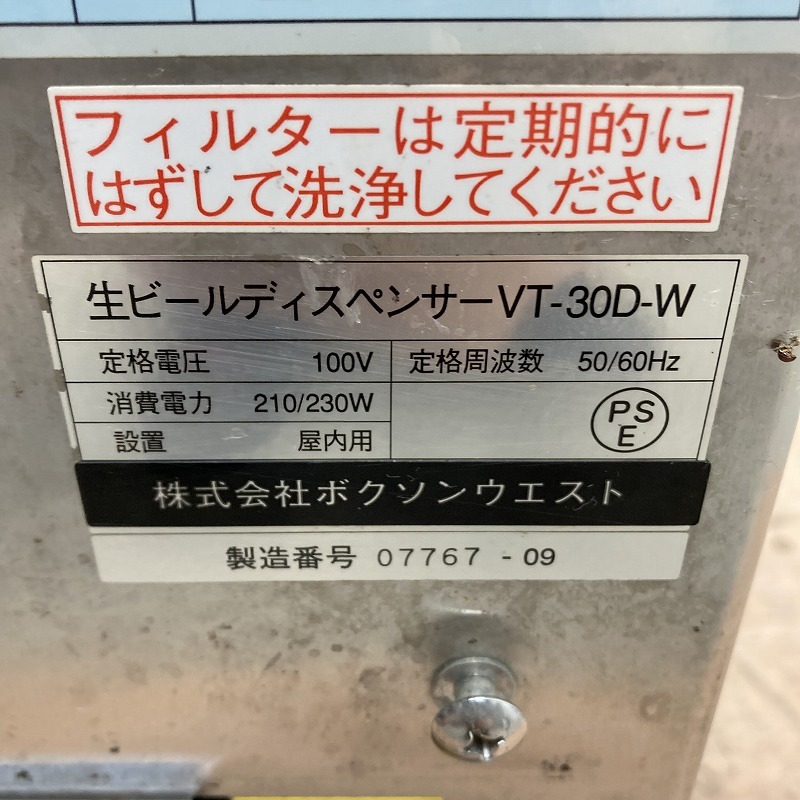 フィルターは定期的に
はずして洗浄してください
生ビールディスペンサーVT-30D-W
定格電圧 100V 定格周波数 50/60Hz
消費電力 210/230W
PS
E
設置 屋内用
株式会社ボクソンウエスト
製造番号 07767 - 09